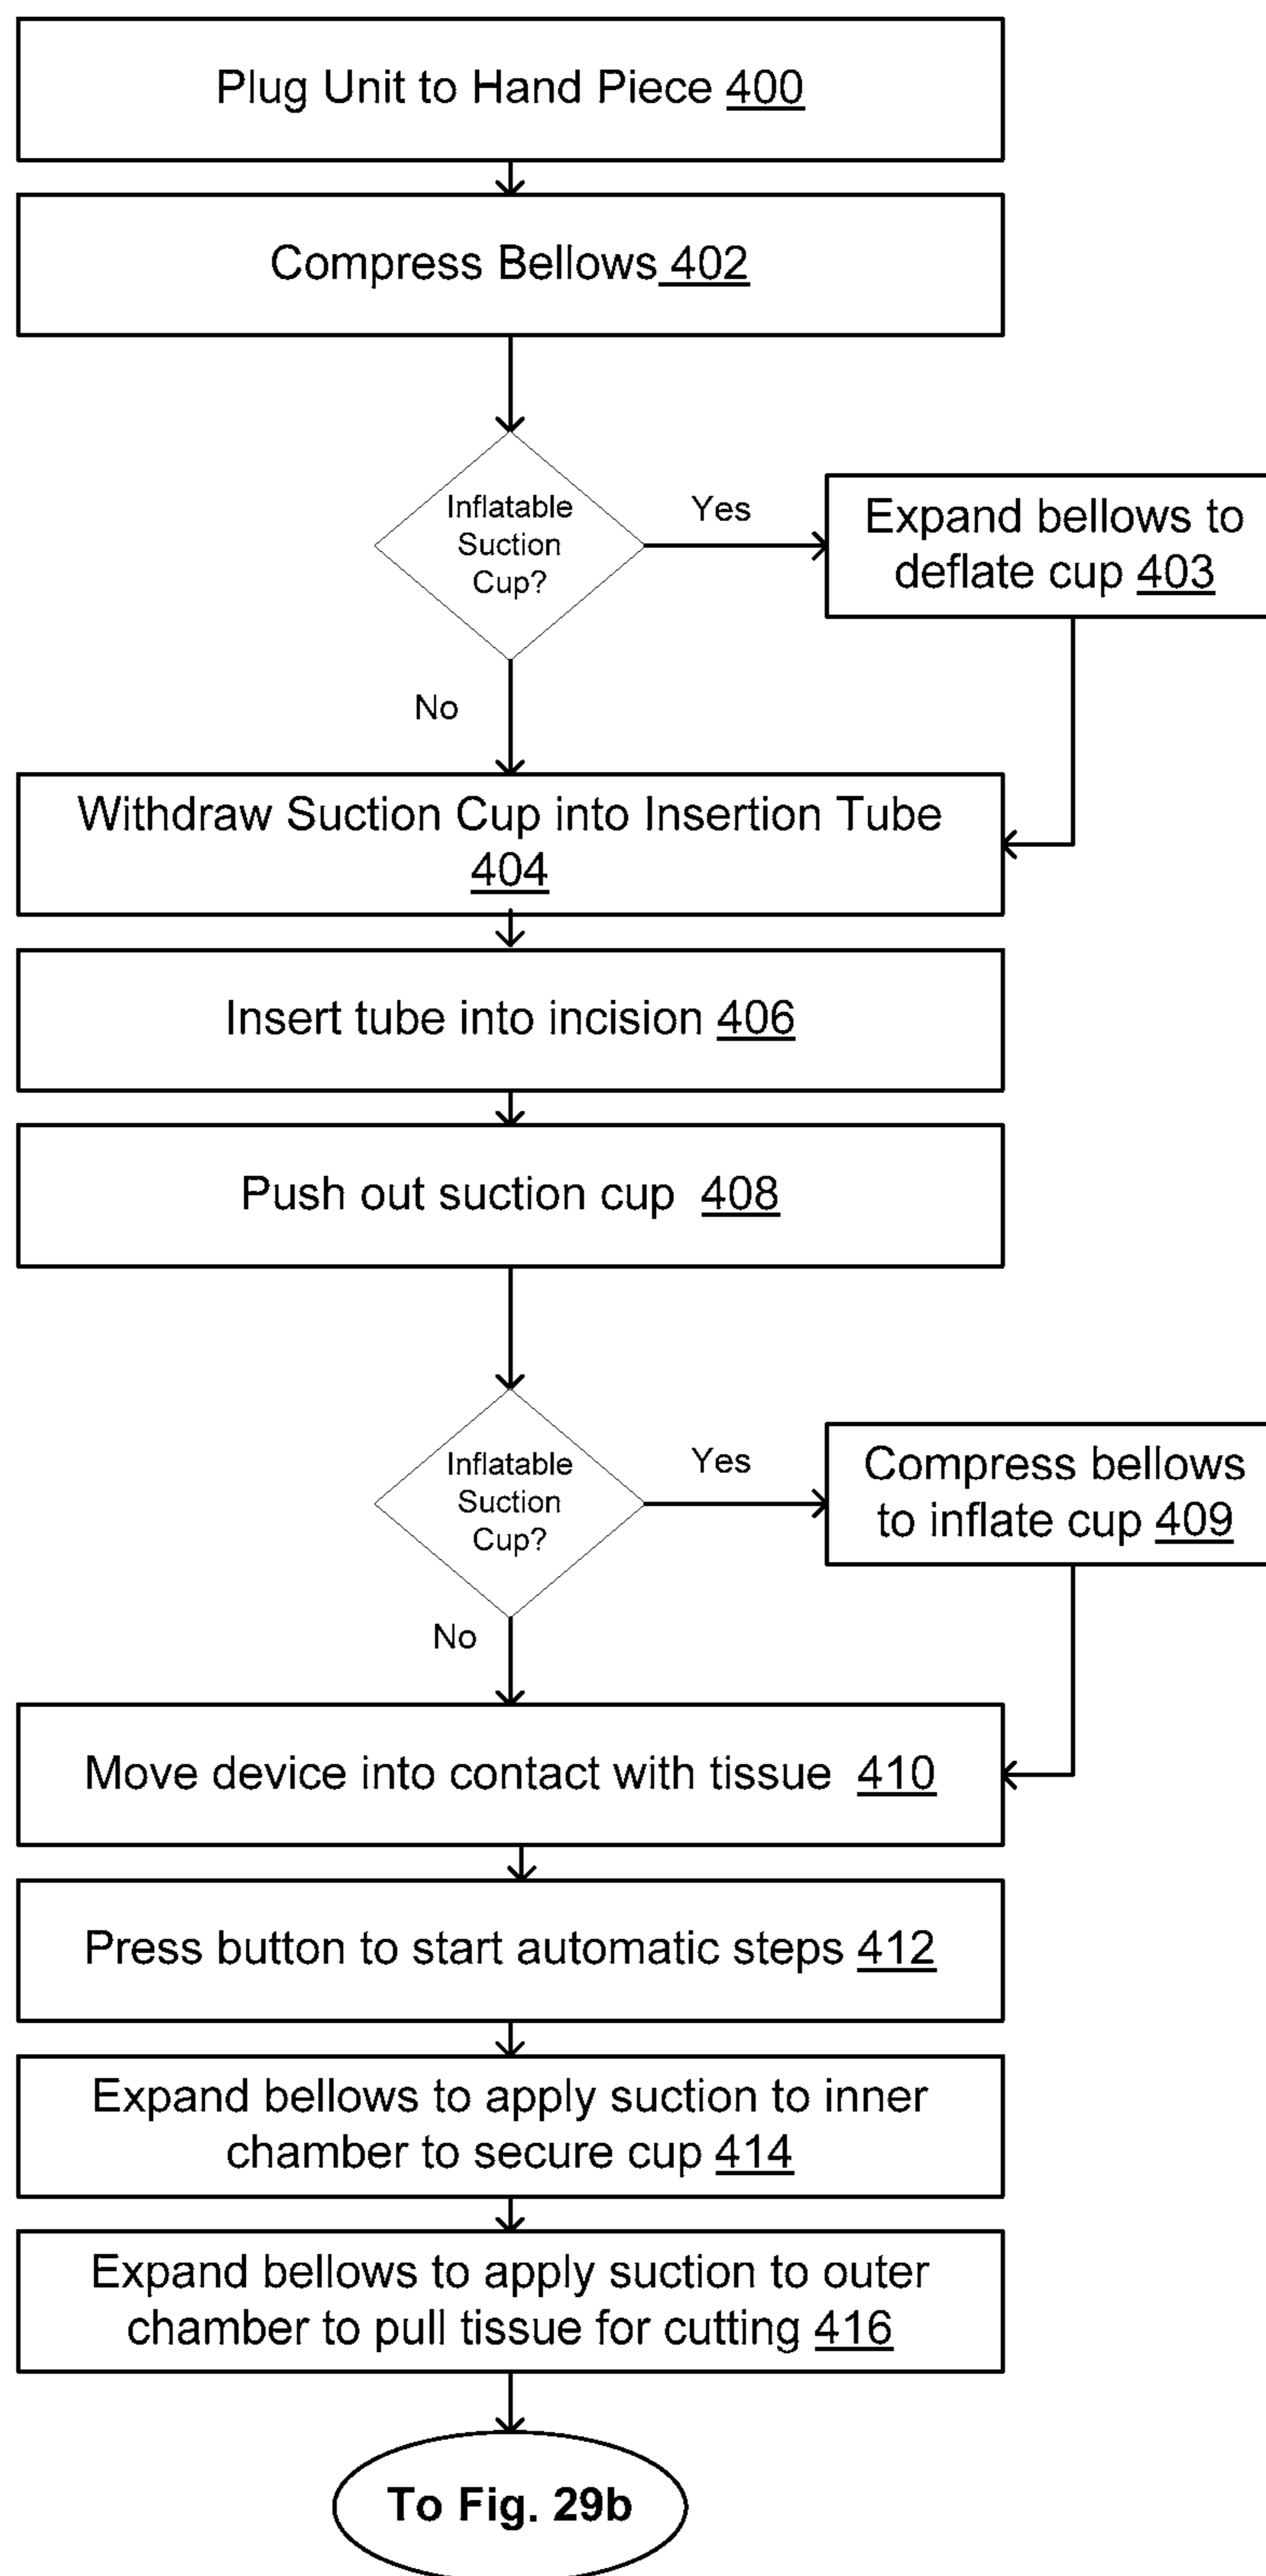 Plug Unit to Hand Piece 400
Compress Bellows 402
Inflatable
Suction
Cup?
Yes
Expand bellows to
deflate cup 403
No
Withdraw Suction Cup into Insertion Tube
404
Insert tube into incision 406
Push out suction cup 408
Inflatable
Suction
Cup?
Yes
Compress bellows
to inflate cup 409
No
Move device into contact with tissue 410
Press button to start automatic steps 412
Expand bellows to apply suction to inner
chamber to secure cup 414
Expand bellows to apply suction to outer
chamber to pull tissue for cutting 416
To Fig. 29b